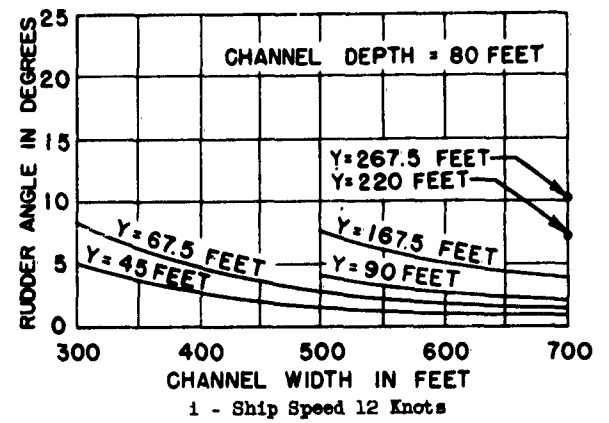 RUDDER ANGLE IN DEGREES
25
20
15
10
5
0
CHANNEL DEPTH = 80 FEET
Y=267.5 FEET
Y=220 FEET
Y=67.5 FEET
Y=167.5 FEET
Y=45 FEET
Y=90 FEET
300 400 500 600 700
CHANNEL WIDTH IN FEET
i - Ship Speed 12 Knots